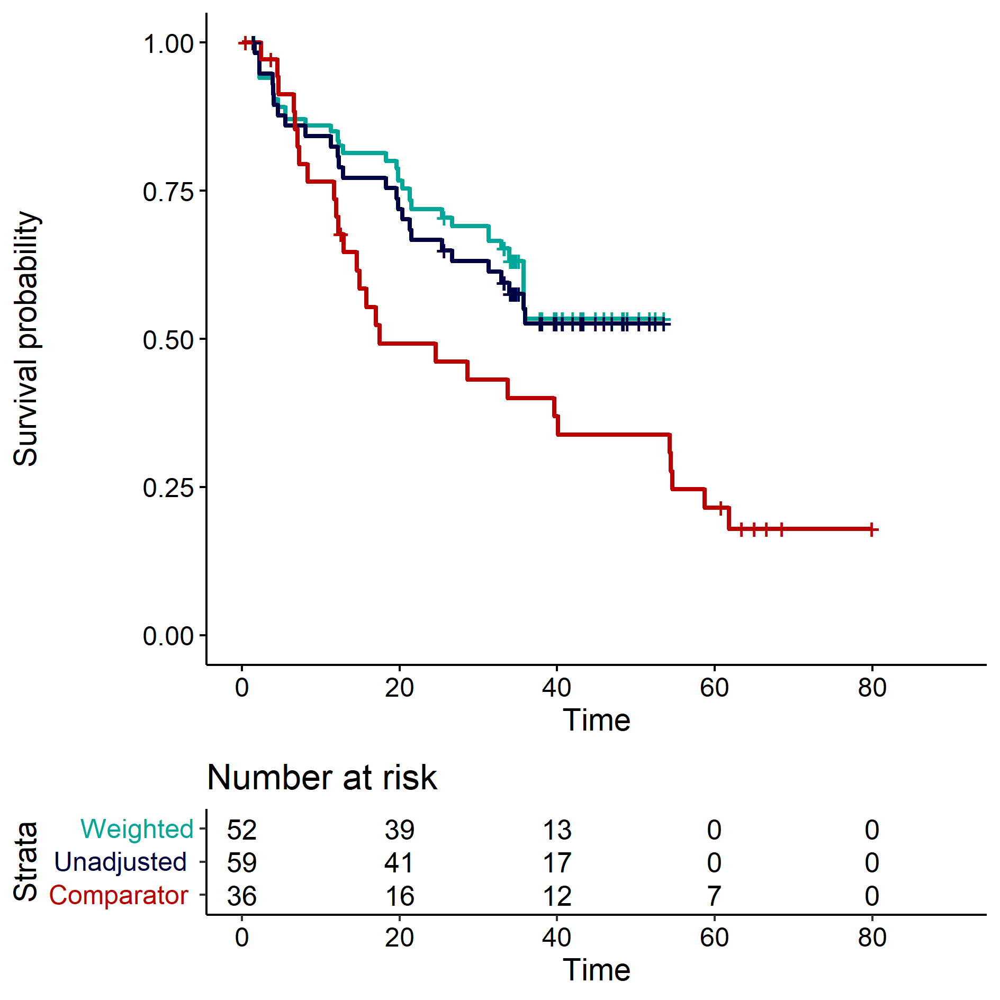 Survival probability
1.00
0.75
0.50
0.25
0.00
0 20 40 60 80
Time
Number at risk
Strata
Weighted 52 39 13 0 0
Unadjusted 59 41 17 0 0
Comparator 36 16 12 7 0
0 20 40 60 80
Time